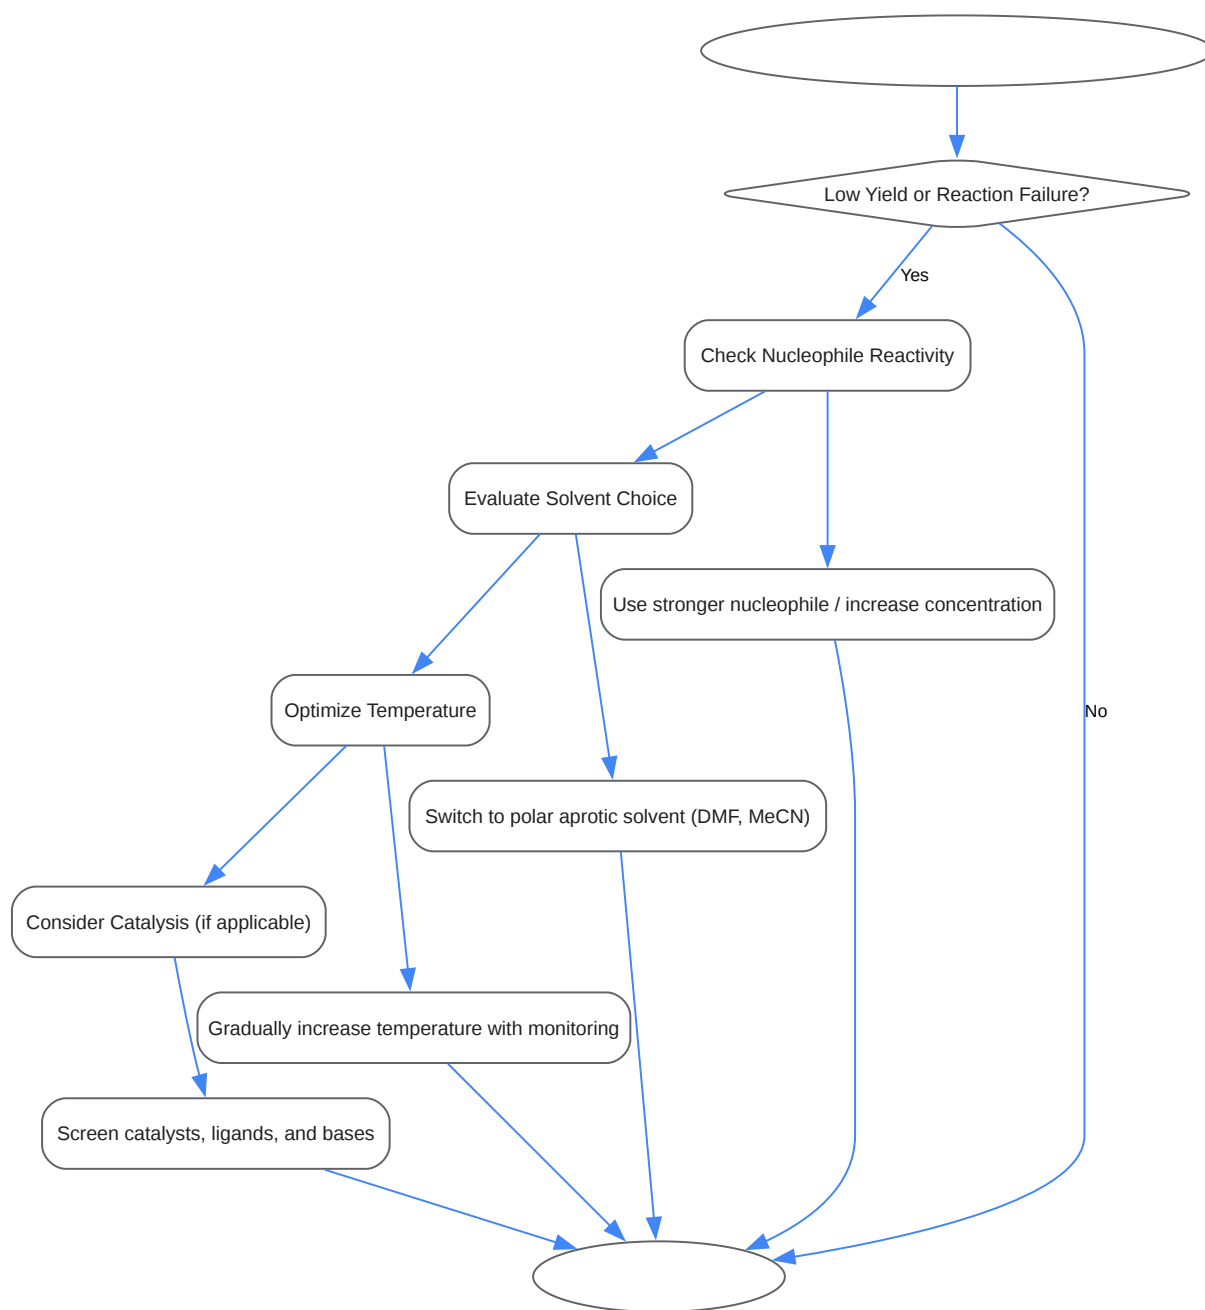 Low Yield or Reaction Failure?
Yes
Check Nucleophile Reactivity
Evaluate Solvent Choice
Use stronger nucleophile / increase concentration
Optimize Temperature
No
Switch to polar aprotic solvent (DMF, MeCN)
Consider Catalysis (if applicable)
Gradually increase temperature with monitoring
Screen catalysts, ligands, and bases